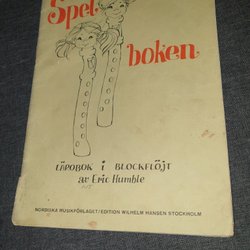 Spel
boken
LÄROBOK i BLOCKFLÖJT
av Eric Humble
NORDISKA MUSIKFÖRLAGET/EDITION WILHELM HANSEN STOCKHOLM